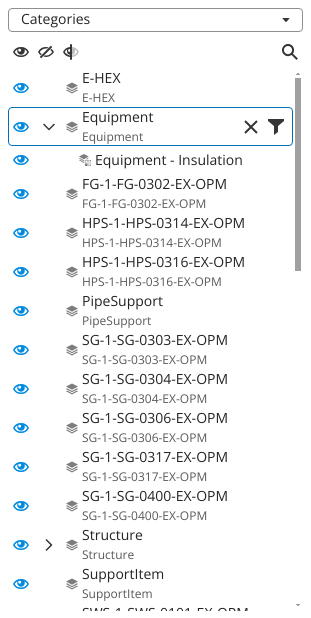 Categories
E-HEX
E-HEX
Equipment
Equipment
Equipment - Insulation
FG-1-FG-0302-EX-OPM
FG-1-FG-0302-EX-OPM
HPS-1-HPS-0314-EX-OPM
HPS-1-HPS-0314-EX-OPM
HPS-1-HPS-0316-EX-OPM
HPS-1-HPS-0316-EX-OPM
PipeSupport
PipeSupport
SG-1-SG-0303-EX-OPM
SG-1-SG-0303-EX-OPM
SG-1-SG-0304-EX-OPM
SG-1-SG-0304-EX-OPM
SG-1-SG-0306-EX-OPM
SG-1-SG-0306-EX-OPM
SG-1-SG-0317-EX-OPM
SG-1-SG-0317-EX-OPM
SG-1-SG-0400-EX-OPM
SG-1-SG-0400-EX-OPM
Structure
Structure
SupportItem
SupportItem